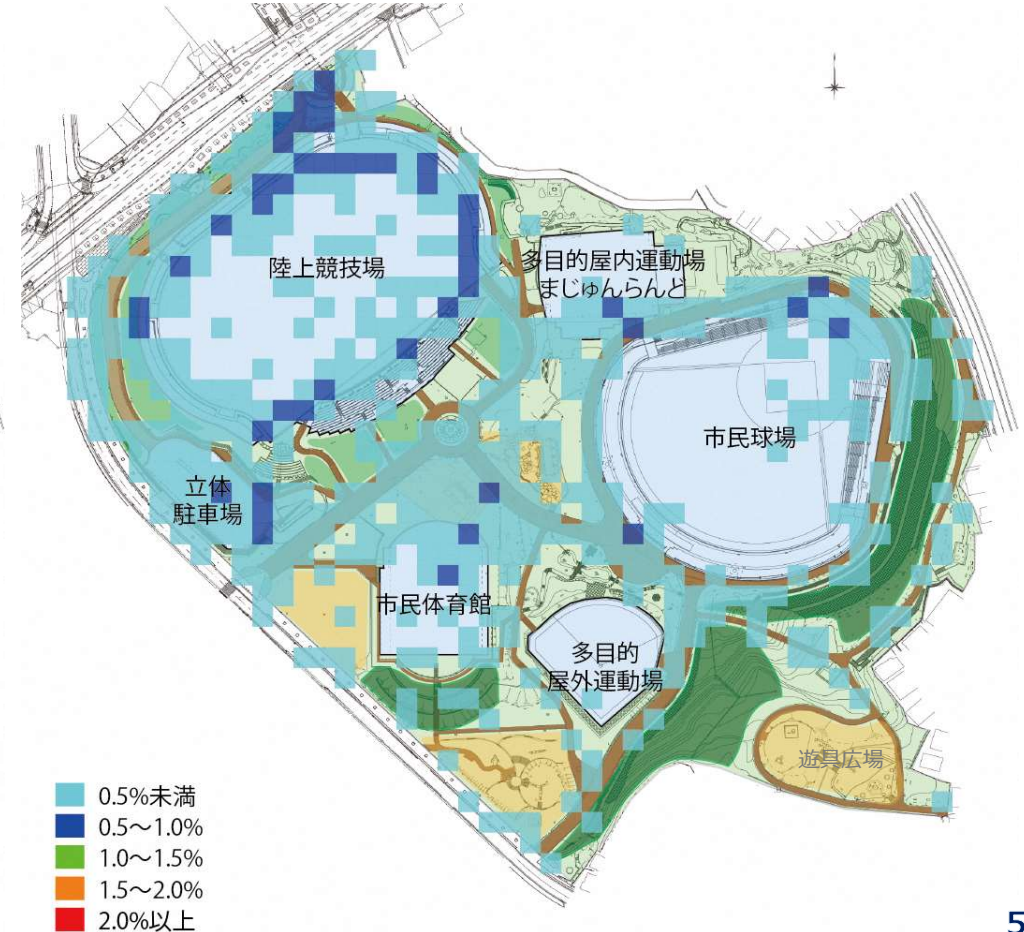 多目的屋内運動場
まじゅんらんど
陸上競技場
市民球場
立体
駐車場
市民体育館
多目的
屋外運動場
遊具広場
0.5%未満
0.5～1.0%
1.0～1.5%
1.5～2.0%
2.0%以上
5